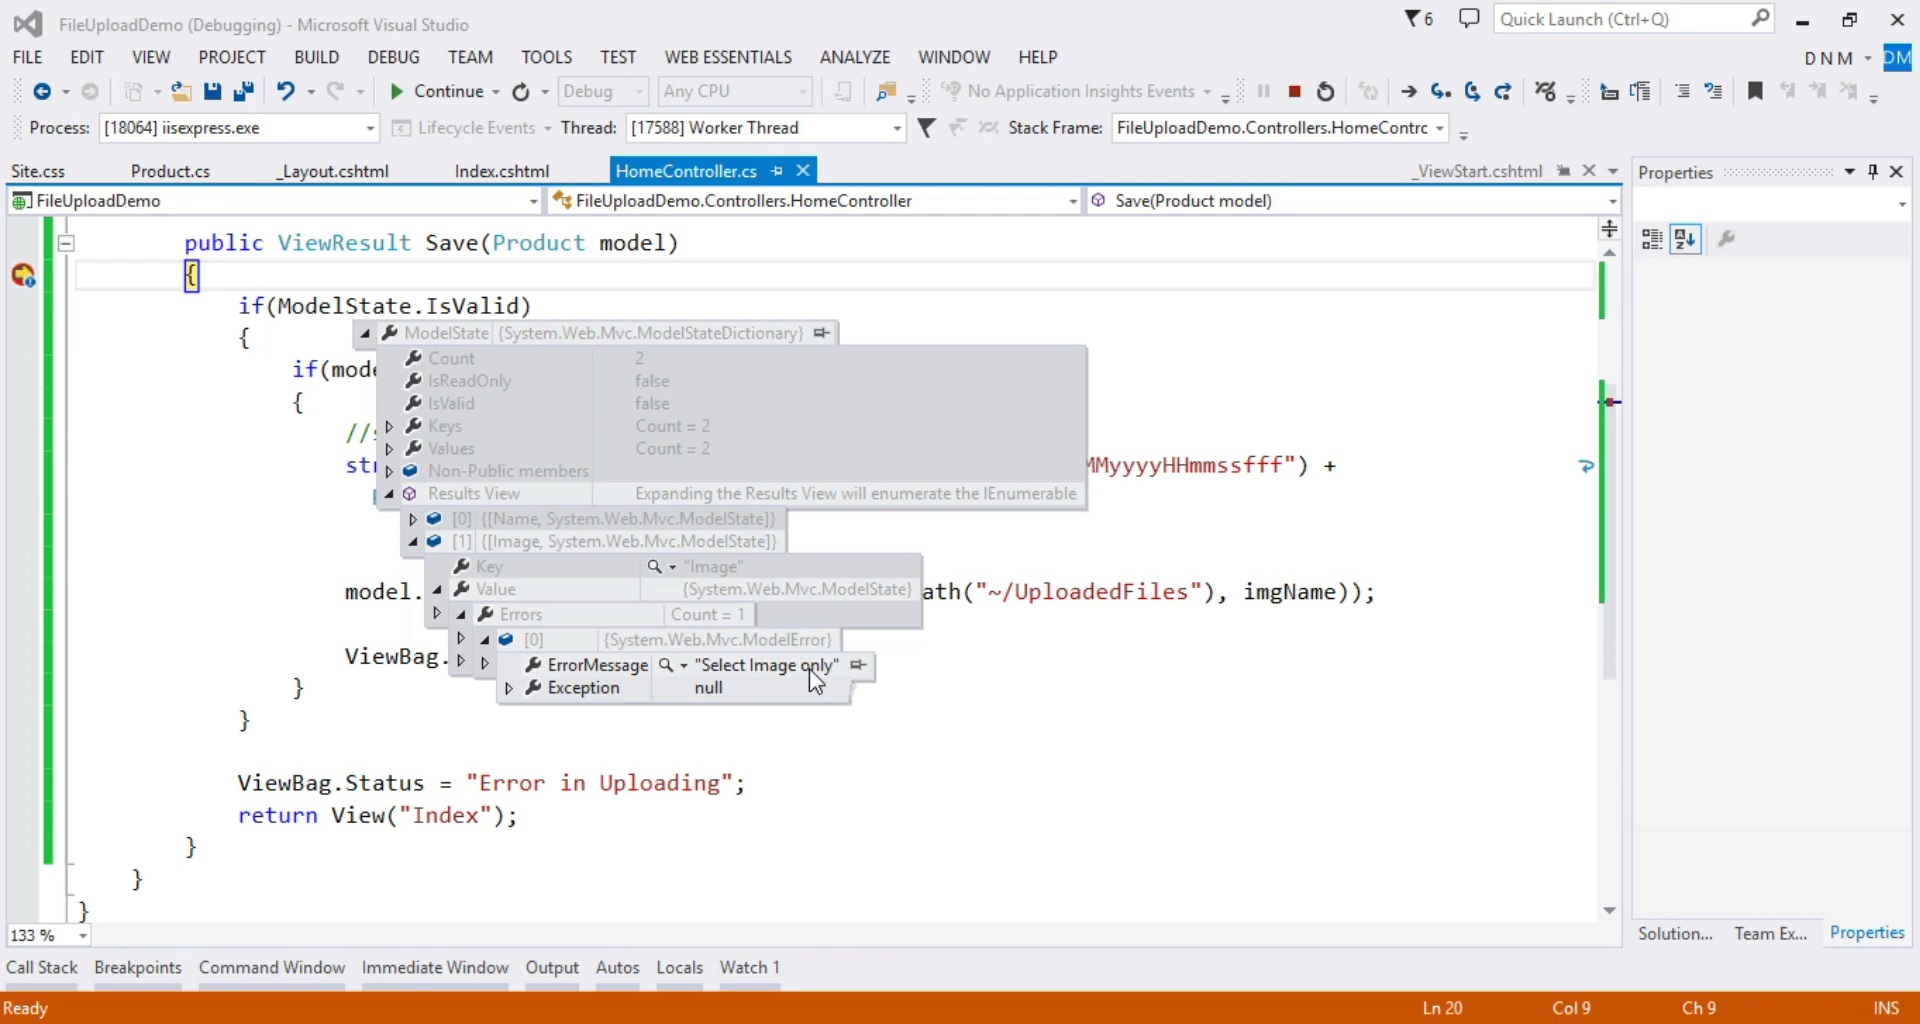 FileUploadDemo (Debugging) - Microsoft Visual Studio
6
Quick Launch (Ctrl+Q)
FILE EDIT VIEW PROJECT BUILD DEBUG TEAM TOOLS TEST WEB ESSENTIALS ANALYZE WINDOW HELP
D N M
DM
Continue
Debug
Any CPU
No Application Insights Events
Process: [18064] iisexpress.exe
Lifecycle Events
Thread: [17588] Worker Thread
Stack Frame: FileUploadDemo.Controllers.HomeContrc
Site.css Product.cs _Layout.cshtml Index.cshtml HomeController.cs
_ViewStart.cshtml
Properties
FileUploadDemo
FileUploadDemo.Controllers.HomeController
Save(Product model)
public ViewResult Save(Product model)
{
if(ModelState.IsValid)
{
ModelState {System.Web.Mvc.ModelStateDictionary}
Count 2
if(mode
IsReadOnly false
{
IsValid false
Keys Count = 2
//s
Values Count = 2
str
MMyyyyHHmmssfff") +
Non-Public members
Results View Expanding the Results View will enumerate the IEnumerable
[0] {[Name, System.Web.Mvc.ModelState]}
[1] {[Image, System.Web.Mvc.ModelState]}
Key "Image"
model.
Value {System.Web.Mvc.ModelState}
ath("~/UploadedFiles"), imgName));
Errors Count = 1
[0] {System.Web.Mvc.ModelError}
ViewBag.
ErrorMessage "Select Image only"
Exception null
}
}
ViewBag.Status = "Error in Uploading";
return View("Index");
}
}
}
133 %
Solution... Team Ex... Properties
Call Stack Breakpoints Command Window Immediate Window Output Autos Locals Watch 1
Ready
Ln 20 Col 9 Ch 9 INS